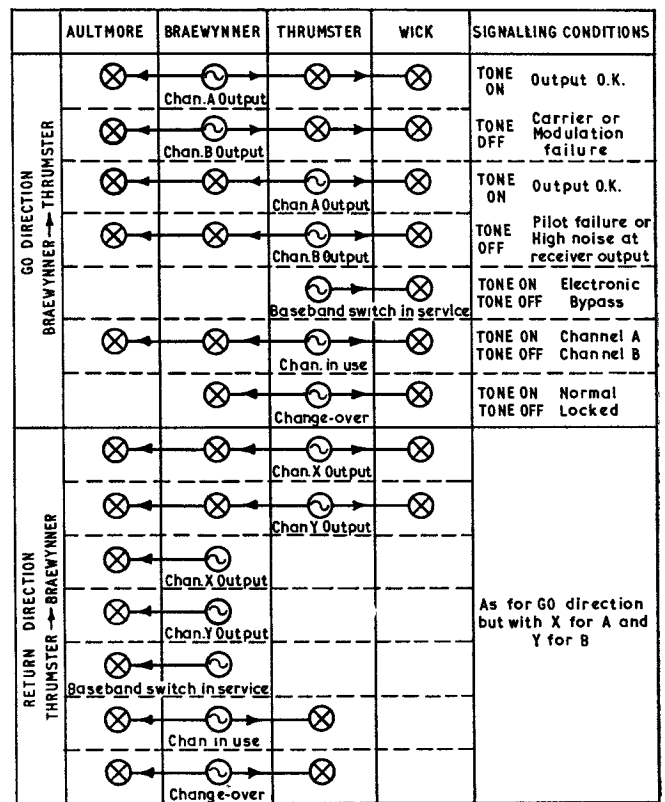 AULTMORE BRAEWYNNER THRUMSTER WICK SIGNALLING CONDITIONS
GO DIRECTION
BRAEWYNNER → THRUMSTER
Chan. A Output
TONE ON Output O.K.
Chan. B Output
TONE OFF Carrier or Modulation failure
Chan A Output
TONE ON Output O.K.
Chan. B Output
TONE OFF Pilot failure or High noise at receiver output
Baseband switch in service
TONE ON Electronic
TONE OFF Bypass
Chan. in use
TONE ON Channel A
TONE OFF Channel B
Change-over
TONE ON Normal
TONE OFF Locked
RETURN DIRECTION
THRUMSTER → BRAEWYNNER
Chan. X Output
Chan Y Output
Chan. X Output
Chan. Y Output
Baseband switch in service
Chan in use
Change-over
As for GO direction
but with X for A and
Y for B